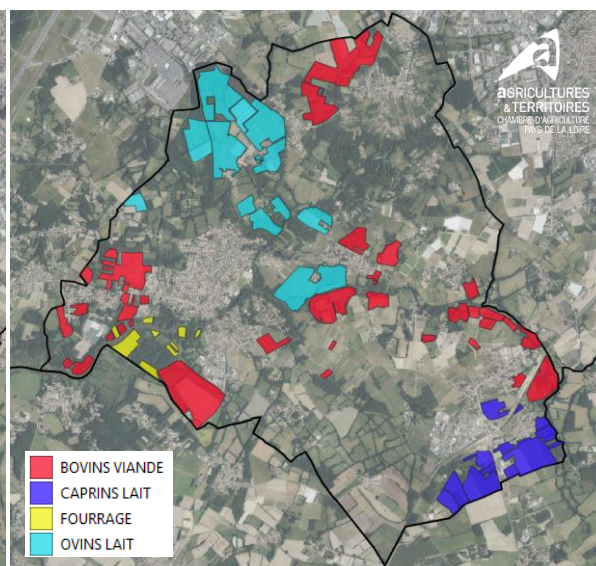 aGRICULTURES
& TERRITOIRES
CHAMBRE D'AGRICULTURE
PAYS DE LA LOIRE
BOVINS VIANDE
CAPRINS LAIT
FOURRAGE
OVINS LAIT